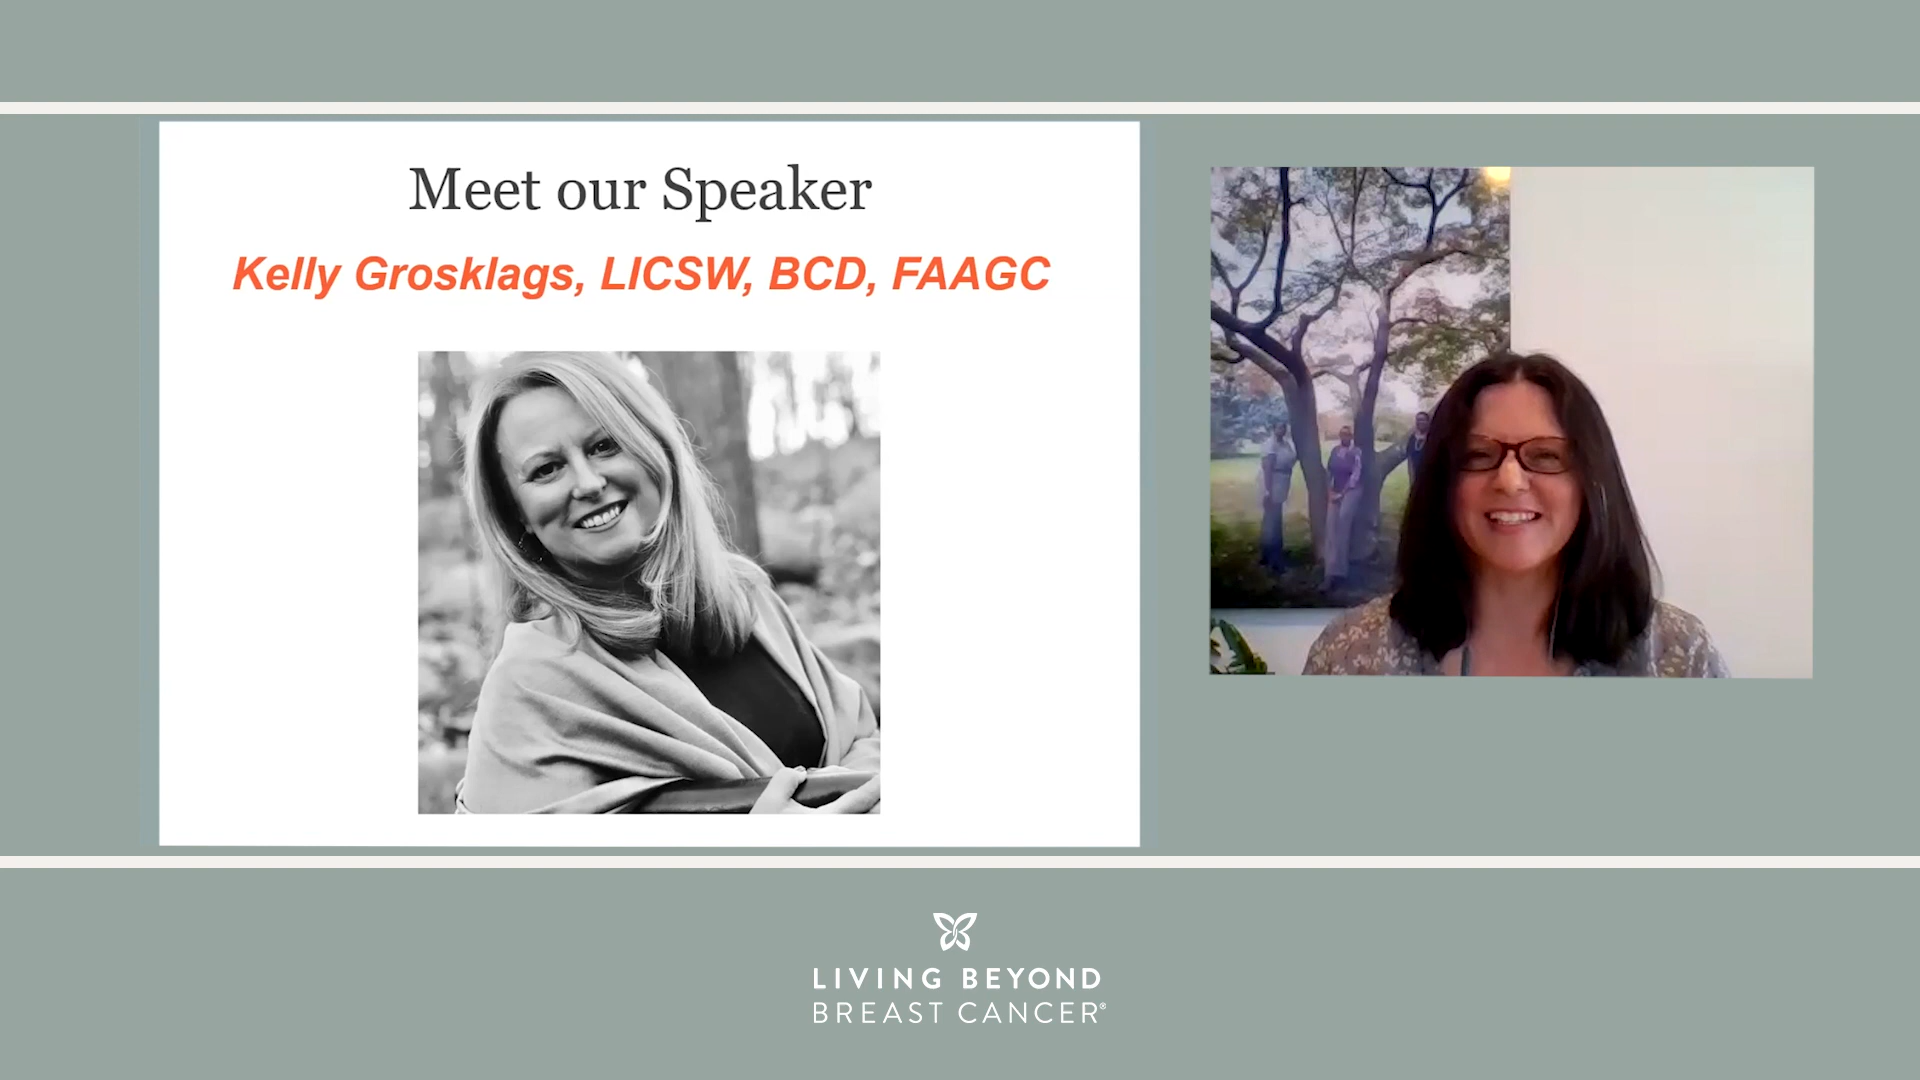 Meet our Speaker
Kelly Grosklags, LICSW, BCD, FAAGC
LIVING BEYOND
BREAST CANCER®